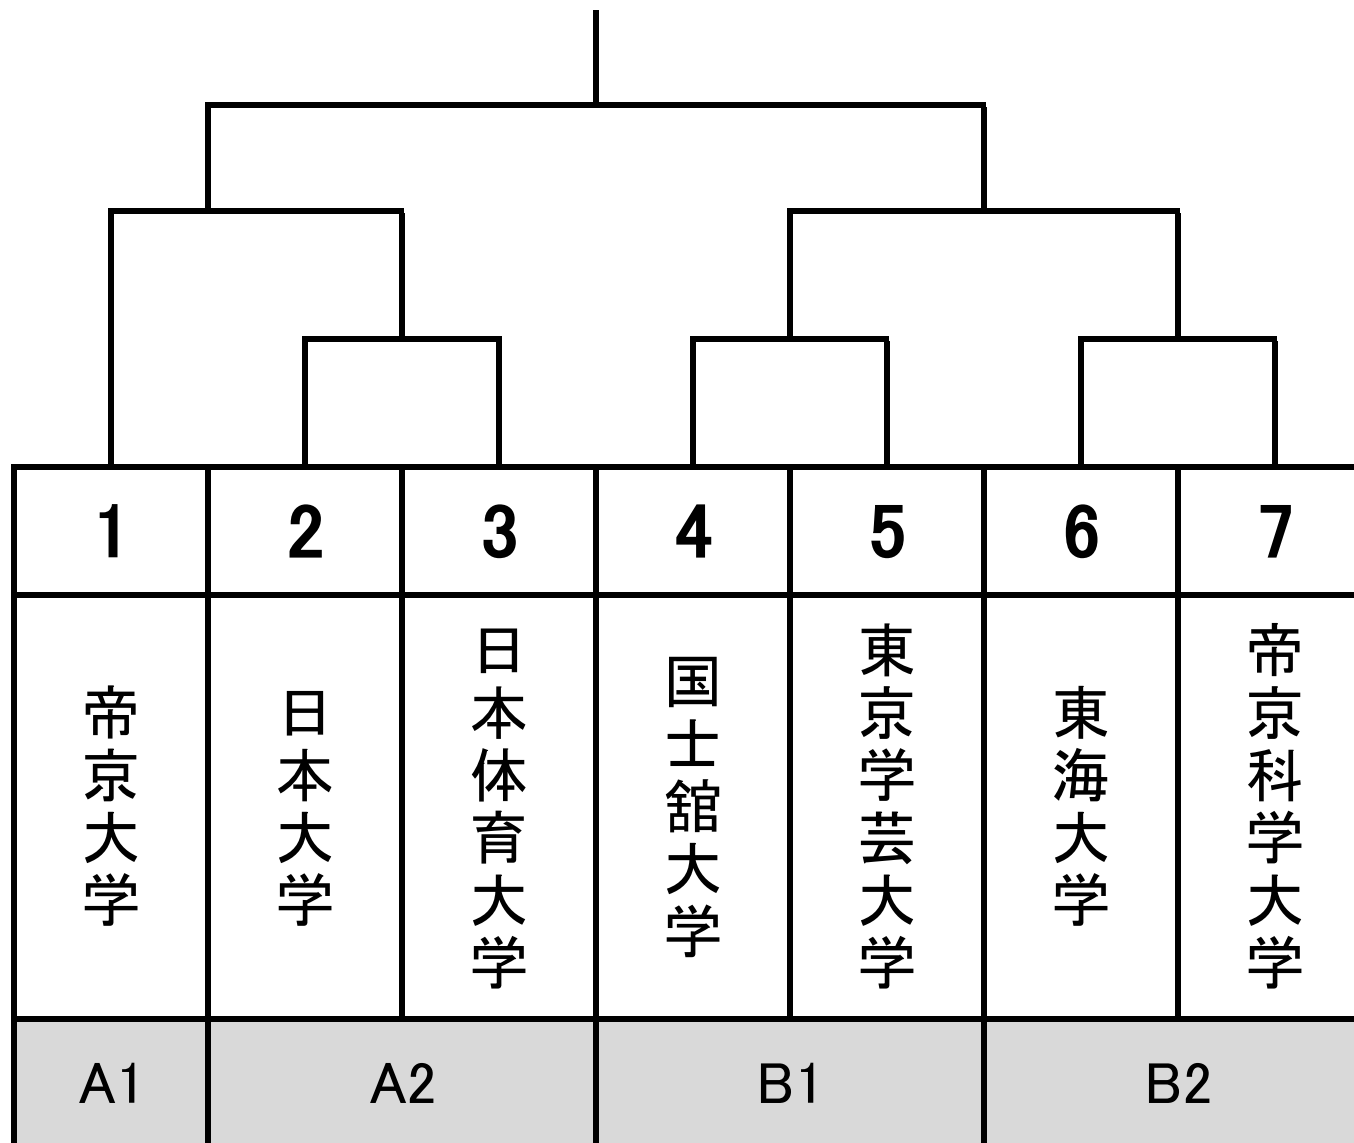 1 2 3 4 5 6 7
帝京大学
日本大学
日本体育大学
国士舘大学
東京学芸大学
東海大学
帝京科学大学
A1 A2 B1 B2